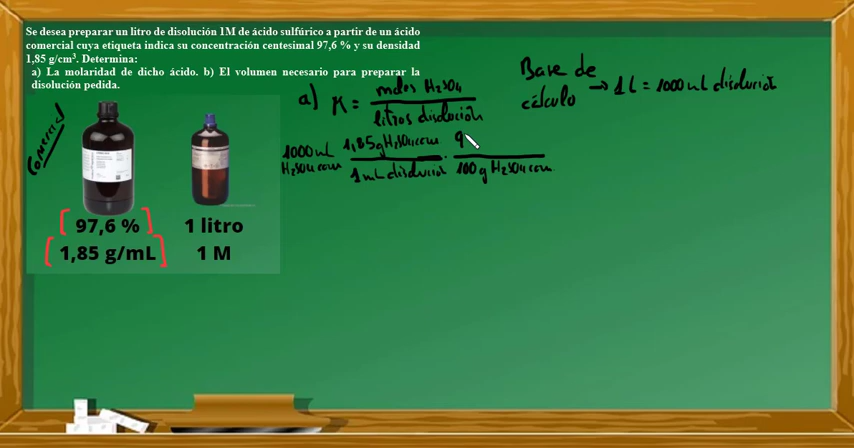 Se desea preparar un litro de disolución 1M de ácido sulfúrico a partir de un ácido
comercial cuya etiqueta indica su concentración centesimal 97,6 % y su densidad
1,85 g/cm³. Determina:
a) La molaridad de dicho ácido. b) El volumen necesario para preparar la
disolución pedida.
Comercial
97,6 %
1,85 g/mL
1 litro
1 M
a) M = moles H₂SO₄
litros disolución
Base de
cálculo → 1 L = 1000 mL disolución
1000 mL 1,85 g H₂SO₄ com. 9
H₂SO₄ com 1 mL disolución · 100 g H₂SO₄ com.